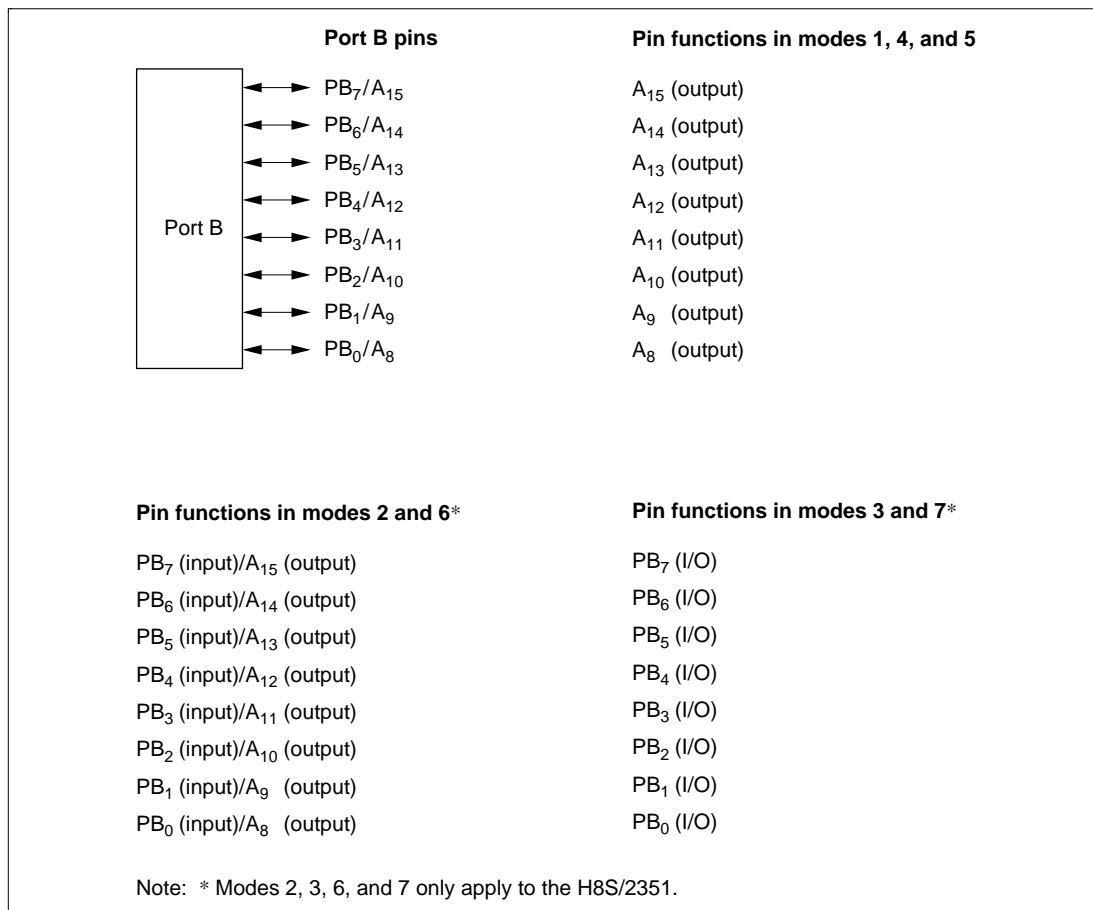 Port B pins Pin functions in modes 1, 4, and 5
PB₇/A₁₅ A₁₅ (output)
PB₆/A₁₄ A₁₄ (output)
PB₅/A₁₃ A₁₃ (output)
PB₄/A₁₂ A₁₂ (output)
Port B PB₃/A₁₁ A₁₁ (output)
PB₂/A₁₀ A₁₀ (output)
PB₁/A₉ A₉ (output)
PB₀/A₈ A₈ (output)
Pin functions in modes 2 and 6* Pin functions in modes 3 and 7*
PB₇ (input)/A₁₅ (output) PB₇ (I/O)
PB₆ (input)/A₁₄ (output) PB₆ (I/O)
PB₅ (input)/A₁₃ (output) PB₅ (I/O)
PB₄ (input)/A₁₂ (output) PB₄ (I/O)
PB₃ (input)/A₁₁ (output) PB₃ (I/O)
PB₂ (input)/A₁₀ (output) PB₂ (I/O)
PB₁ (input)/A₉ (output) PB₁ (I/O)
PB₀ (input)/A₈ (output) PB₀ (I/O)
Note: * Modes 2, 3, 6, and 7 only apply to the H8S/2351.